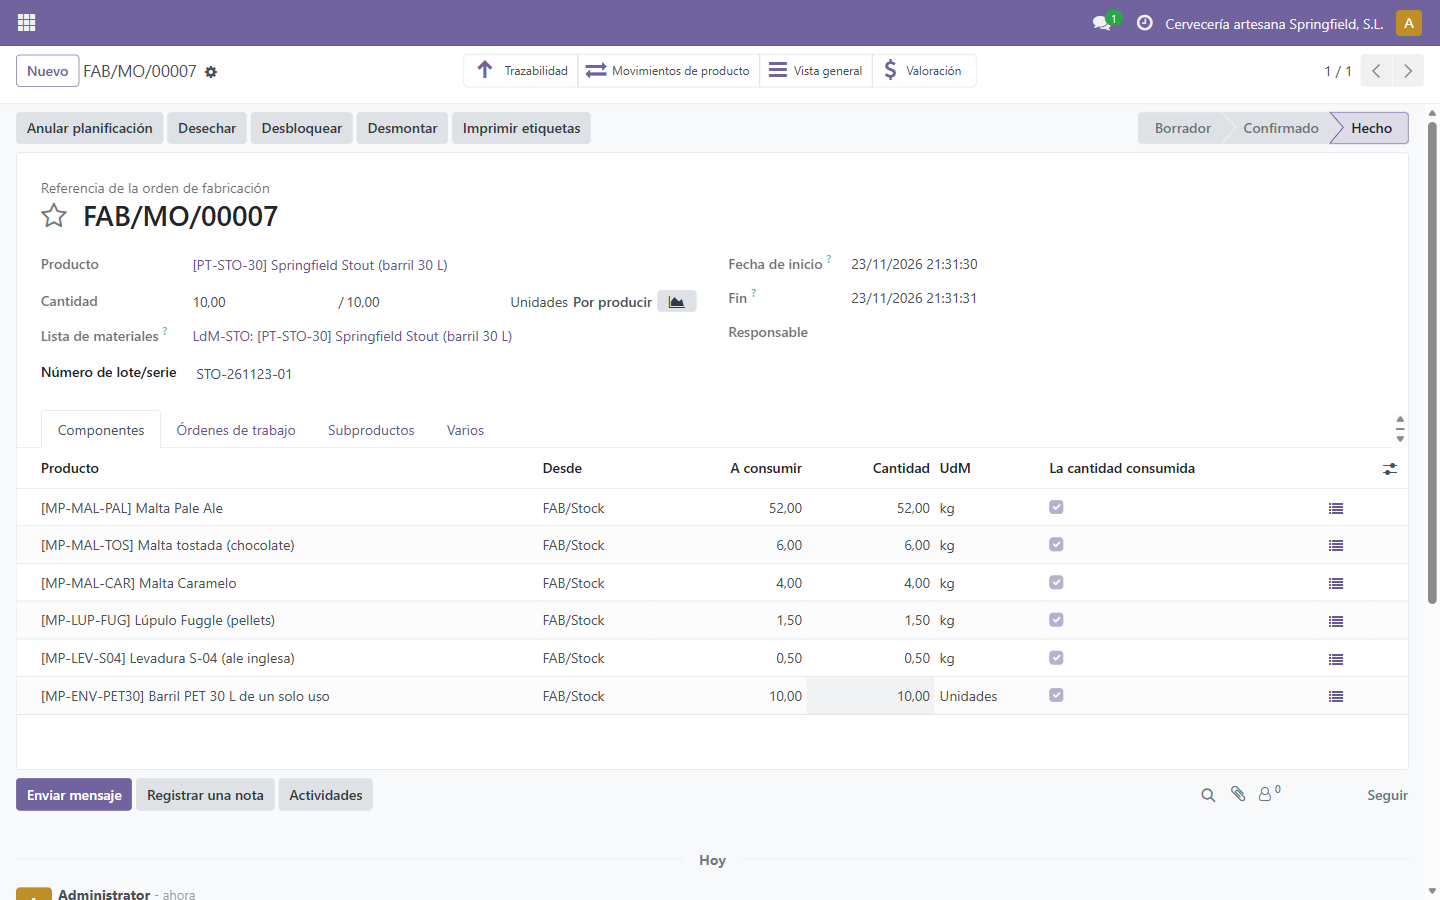 1
Cervecería artesana Springfield, S.L.
A
Nuevo
FAB/MO/00007
Trazabilidad
Movimientos de producto
Vista general
Valoración
1 / 1
Anular planificación
Desechar
Desbloquear
Desmontar
Imprimir etiquetas
Borrador
Confirmado
Hecho
Referencia de la orden de fabricación
FAB/MO/00007
Producto [PT-STO-30] Springfield Stout (barril 30 L)
Cantidad 10,00 / 10,00 Unidades Por producir
Lista de materiales ? LdM-STO: [PT-STO-30] Springfield Stout (barril 30 L)
Número de lote/serie STO-261123-01
Fecha de inicio ? 23/11/2026 21:31:30
Fin ? 23/11/2026 21:31:31
Responsable
Componentes Órdenes de trabajo Subproductos Varios
Producto Desde A consumir Cantidad UdM La cantidad consumida
[MP-MAL-PAL] Malta Pale Ale FAB/Stock 52,00 52,00 kg
[MP-MAL-TOS] Malta tostada (chocolate) FAB/Stock 6,00 6,00 kg
[MP-MAL-CAR] Malta Caramelo FAB/Stock 4,00 4,00 kg
[MP-LUP-FUG] Lúpulo Fuggle (pellets) FAB/Stock 1,50 1,50 kg
[MP-LEV-S04] Levadura S-04 (ale inglesa) FAB/Stock 0,50 0,50 kg
[MP-ENV-PET30] Barril PET 30 L de un solo uso FAB/Stock 10,00 10,00 Unidades
Enviar mensaje
Registrar una nota
Actividades
0
Seguir
Hoy
Administrator - ahora